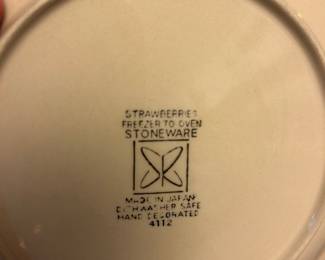 STRAWBERRIES
FREEZER TO OVEN
STONEWARE
MADE IN JAPAN
DISHWASHER SAFE
HAND DECORATED
4112